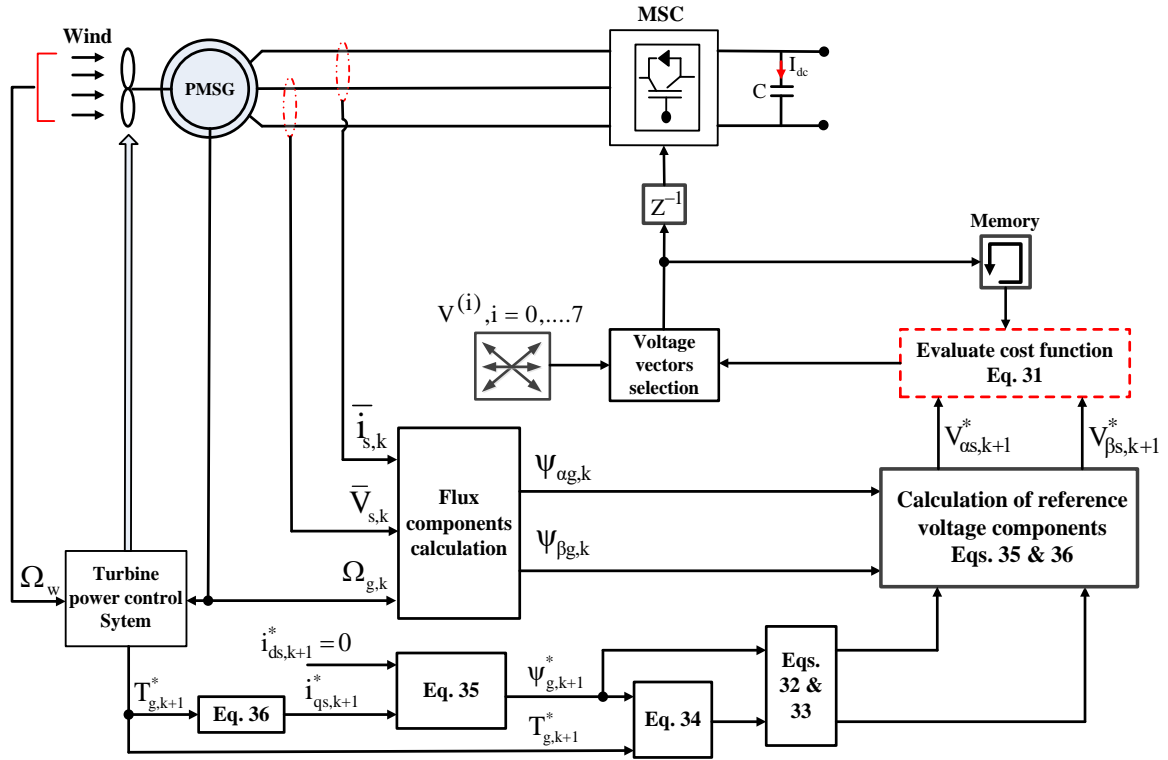 MSC
Wind
PMSG
I_dc
C
Z^−1
Memory
V^(i), i = 0,....7
Voltage
vectors
selection
Evaluate cost function
Eq. 31
i̅_s,k
V*_αs,k+1
V*_βs,k+1
ψ_αg,k
V̅_s,k
Flux
components
calculation
Calculation of reference
voltage components
Eqs. 35 & 36
ψ_βg,k
Ω_w
Turbine
power control
Sytem
Ω_g,k
i*_ds,k+1 = 0
T*_g,k+1
i*_qs,k+1
Eq. 36
Eq. 35
ψ*_g,k+1
T*_g,k+1
Eq. 34
Eqs.
32 &
33